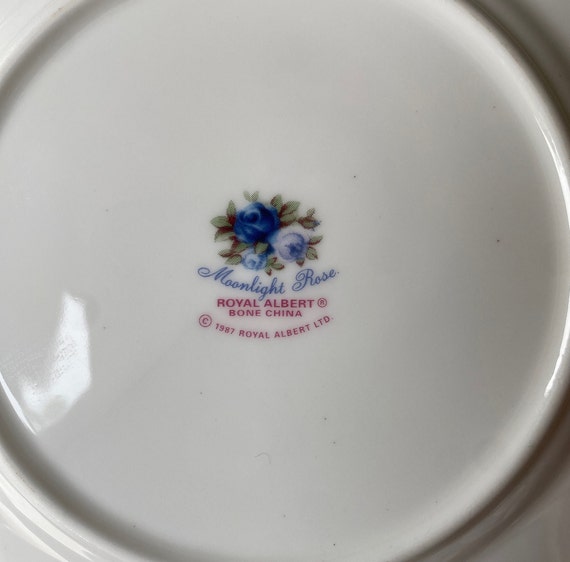 Moonlight Rose.
ROYAL ALBERT®
BONE CHINA
© 1987 ROYAL ALBERT LTD.